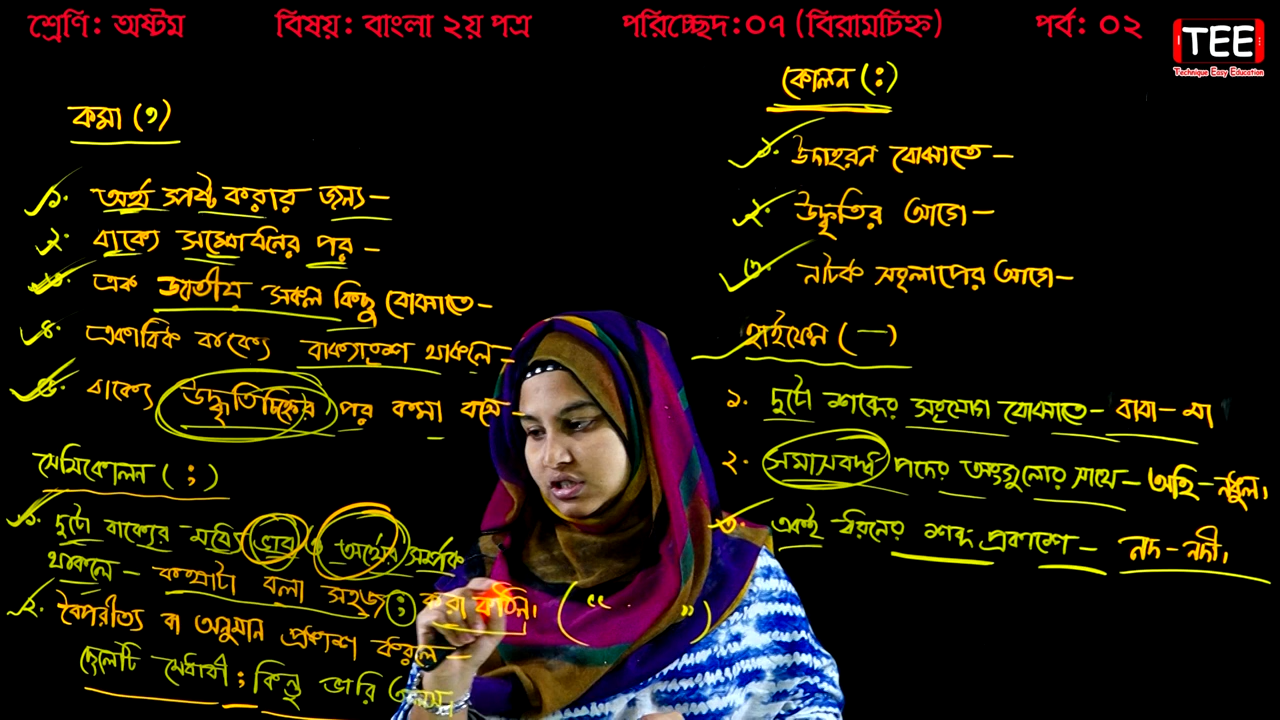 শ্রেণি: অষ্টম বিষয়: বাংলা ২য় পত্র পরিচ্ছেদ:০৭ (বিরামচিহ্ন) পর্ব: ০২
TEE
Technique Easy Education
কমা (,)
১. অর্থ স্পষ্ট করার জন্য –
২. বাক্যে সম্বোধনের পর –
৩. এক জাতীয় সকল কিছু বোঝাতে –
৪. একাধিক বাক্যে বাক্যাংশ থাকলে –
৫. বাক্যে উদ্ধৃতিচিহ্নের পর কমা বসে –
সেমিকোলন ( ; )
১. দুটো বাক্যের মধ্যে ভাব ও অর্থের সম্পর্ক
থাকলে – কথাটা বলা সহজ ; করা কঠিন। (“ ”)
২. বৈপরীত্য বা অনুমান প্রকাশ করলে –
ছেলেটি মেধাবী ; কিন্তু ভারি
কোলন (:)
১. উদাহরন বোঝাতে –
২. উদ্ধৃতির আগে –
৩. নাটক সংলাপের আগে –
হাইফেন (—)
১. দুটো শব্দের সংযোগ বোঝাতে – বাবা – মা
২. সমাসবদ্ধ পদের অংশগুলোর সাথে – অহি – নকুল।
৩. একই ধরনের শব্দ প্রকাশে – নদ – নদী।